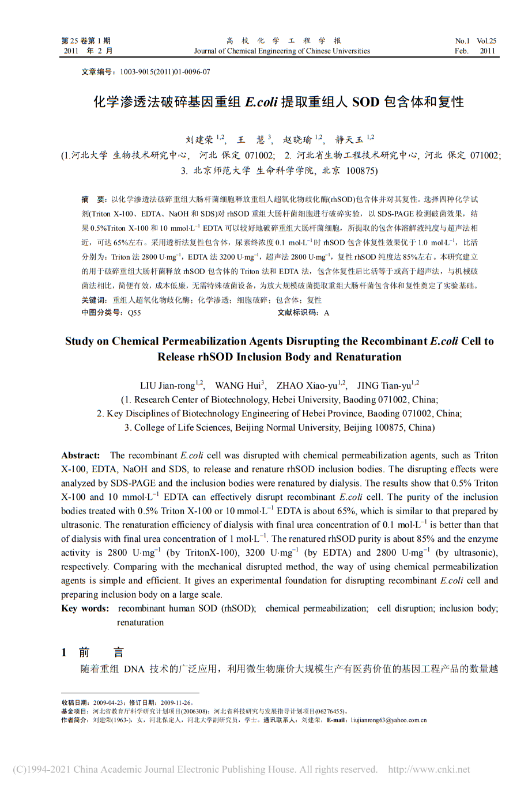 第 25 卷第 1 期 高 校 化 学 工 程 学 报 No.1 Vol.25
2011 年 2 月 Journal of Chemical Engineering of Chinese Universities Feb. 2011
文章编号：1003-9015(2011)01-0096-07
化学渗透法破碎基因重组 E.coli 提取重组人 SOD 包含体和复性
刘建荣 1,2, 王 慧 3, 赵晓瑜 1,2, 静天玉 1,2
(1.河北大学 生物技术研究中心, 河北 保定 071002; 2. 河北省生物工程技术研究中心, 河北 保定 071002;
3. 北京师范大学 生命科学学院, 北京 100875)
摘 要：以化学渗透法破碎重组大肠杆菌细胞释放重组人超氧化物歧化酶(rhSOD)包含体并对其复性。选择四种化学试
剂(Triton X-100、EDTA、NaOH 和 SDS)对 rhSOD 重组大肠杆菌细胞进行破碎实验，以 SDS-PAGE 检测破菌效果，结
果 0.5%Triton X-100 和 10 mmol·L−1 EDTA 可以较好地破碎重组大肠杆菌细胞，所提取的包含体溶解液纯度与超声法相
近，可达 65%左右。采用透析法复性包含体，尿素终浓度 0.1 mol·L−1时 rhSOD 包含体复性效果优于 1.0 mol·L−1，比活
分别为：Triton 法 2800 U·mg−1，EDTA 法 3200 U·mg−1，超声法 2800 U·mg−1，复性 rhSOD 纯度达 85%左右。本研究建立
的用于破碎重组大肠杆菌释放 rhSOD 包含体的 Triton 法和 EDTA 法，包含体复性后比活等于或高于超声法，与机械破
菌法相比，简便有效，成本低廉，无需特殊破菌设备，为放大规模破菌提取重组大肠杆菌包含体和复性奠定了实验基础。
关键词：重组人超氧化物歧化酶；化学渗透；细胞破碎；包含体；复性
中图分类号：Q55 文献标识码：A
Study on Chemical Permeabilization Agents Disrupting the Recombinant E.coli Cell to
Release rhSOD Inclusion Body and Renaturation
LIU Jian-rong1,2, WANG Hui3, ZHAO Xiao-yu1,2, JING Tian-yu1,2
(1. Research Center of Biotechnology, Hebei University, Baoding 071002, China;
2. Key Disciplines of Biotechnology Engineering of Hebei Province, Baoding 071002, China;
3. College of Life Sciences, Beijing Normal University, Beijing 100875, China)
Abstract: The recombinant E.coli cell was disrupted with chemical permeabilization agents, such as Triton
X-100, EDTA, NaOH and SDS, to release and renature rhSOD inclusion bodies. The disrupting effects were
analyzed by SDS-PAGE and the inclusion bodies were renatured by dialysis. The results show that 0.5% Triton
X-100 and 10 mmol·L−1 EDTA can effectively disrupt recombinant E.coli cell. The purity of the inclusion
bodies treated with 0.5% Triton X-100 or 10 mmol·L−1 EDTA is about 65%, which is similar to that prepared by
ultrasonic. The renaturation efficiency of dialysis with final urea concentration of 0.1 mol·L−1 is better than that
of dialysis with final urea concentration of 1 mol·L−1. The renatured rhSOD purity is about 85% and the enzyme
activity is 2800 U·mg−1 (by TritonX-100), 3200 U·mg−1 (by EDTA) and 2800 U·mg−1 (by ultrasonic),
respectively. Comparing with the mechanical disrupted method, the way of using chemical permeabilization
agents is simple and efficient. It gives an experimental foundation for disrupting recombinant E.coli cell and
preparing inclusion body on a large scale.
Key words: recombinant human SOD (rhSOD); chemical permeabilization; cell disruption; inclusion body;
renaturation
1 前 言
随着重组 DNA 技术的广泛应用，利用微生物廉价大规模生产有医药价值的基因工程产品的数量越
收稿日期：2009-04-23；修订日期：2009-11-26。
基金项目：河北省教育厅科学研究计划项目(2006308)；河北省科技研究与发展指导计划项目(06276455)。
作者简介：刘建荣(1963-)，女，河北保定人，河北大学副研究员，学士。通讯联系人：刘建荣，E-mail：liujianrong63@yahoo.com.cn
(C)1994-2021 China Academic Journal Electronic Publishing House. All rights reserved. http://www.cnki.net